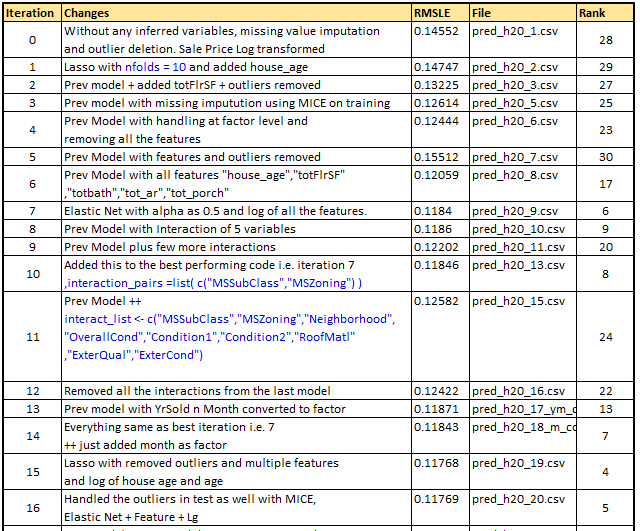 Iteration Changes RMSLE File Rank
0 Without any inferred variables, missing value imputation 0.14552 pred_h20_1.csv 28
and outlier deletion. Sale Price Log transformed
1 Lasso with nfolds = 10 and added house_age 0.14747 pred_h20_2.csv 29
2 Prev model + added totFlrSF + outliers removed 0.13225 pred_h20_3.csv 27
3 Prev model with missing imputution using MICE on training 0.12614 pred_h20_5.csv 25
4 Prev Model with handling at factor level and 0.12444 pred_h20_6.csv 23
removing all the features
5 Prev Model with features and outliers removed 0.15512 pred_h20_7.csv 30
6 Prev Model with all features "house_age","totFlrSF" 0.12059 pred_h20_8.csv 17
,"totbath","tot_ar","tot_porch"
7 Elastic Net with alpha as 0.5 and log of all the features. 0.1184 pred_h20_9.csv 6
8 Prev Model with Interaction of 5 variables 0.1186 pred_h20_10.csv 9
9 Prev Model plus few more interactions 0.12202 pred_h20_11.csv 20
10 Added this to the best performing code i.e. iteration 7 0.11846 pred_h20_13.csv 8
,interaction_pairs =list( c("MSSubClass","MSZoning") )
11 Prev Model ++ 0.12582 pred_h20_15.csv 24
interact_list <- c("MSSubClass","MSZoning","Neighborhood",
"OverallCond","Condition1","Condition2","RoofMatl"
,"ExterQual","ExterCond")
12 Removed all the interactions from the last model 0.12422 pred_h20_16.csv 22
13 Prev model with YrSold n Month converted to factor 0.11871 pred_h20_17_ym_c 13
14 Everything same as best iteration i.e. 7 0.11843 pred_h20_18_m_co 7
++ just added month as factor
15 Lasso with removed outliers and multiple features 0.11768 pred_h20_19.csv 4
and log of house age and age
16 Handled the outliers in test as well with MICE, 0.11769 pred_h20_20.csv 5
Elastic Net + Feature + Lg